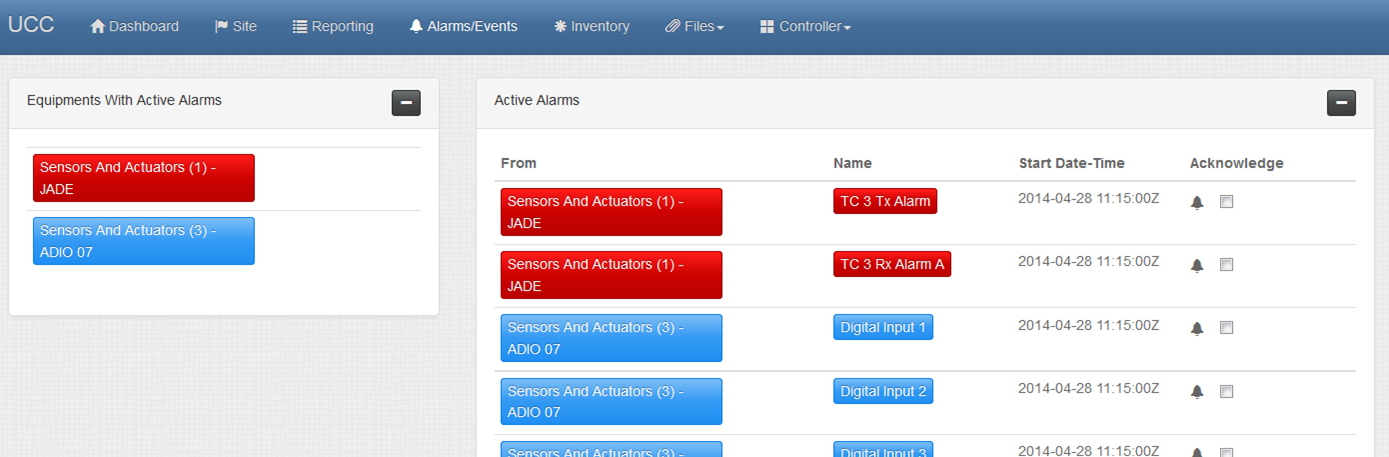 UCC Dashboard Site Reporting Alarms/Events Inventory Files Controller
Equipments With Active Alarms
Sensors And Actuators (1) -
JADE
Sensors And Actuators (3) -
ADIO 07
Active Alarms
From Name Start Date-Time Acknowledge
Sensors And Actuators (1) - TC 3 Tx Alarm 2014-04-28 11:15:00Z
JADE
Sensors And Actuators (1) - TC 3 Rx Alarm A 2014-04-28 11:15:00Z
JADE
Sensors And Actuators (3) - Digital Input 1 2014-04-28 11:15:00Z
ADIO 07
Sensors And Actuators (3) - Digital Input 2 2014-04-28 11:15:00Z
ADIO 07
Sensors And Actuators (3) - Digital Input 3 2014-04-28 11:15:00Z